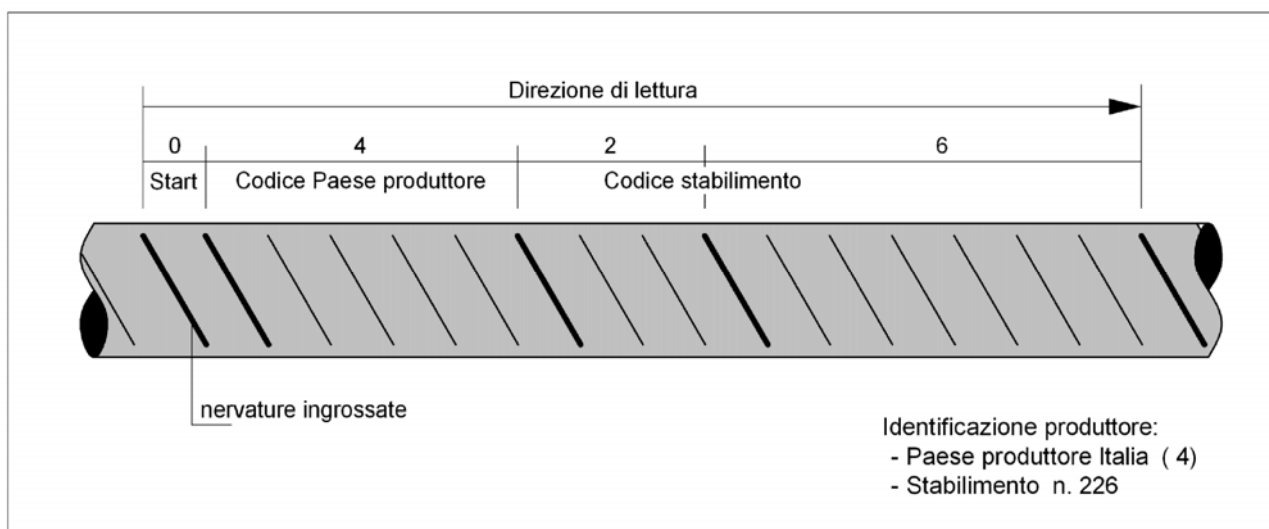 Direzione di lettura
0 4 2 6
Start Codice Paese produttore Codice stabilimento
nervature ingrossate
Identificazione produttore:
- Paese produttore Italia ( 4)
- Stabilimento n. 226